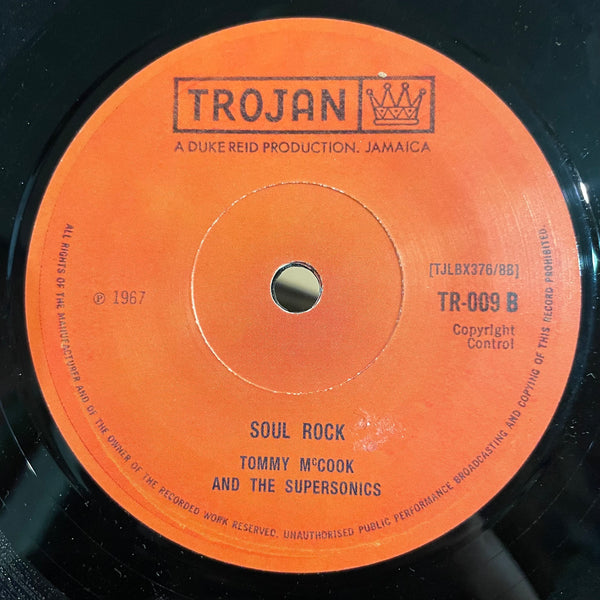 TROJAN
A DUKE REID PRODUCTION. JAMAICA
[TJLBX376/8B]
℗ 1967
TR-009 B
Copyright
Control
SOUL ROCK
TOMMY McCOOK
AND THE SUPERSONICS
ALL RIGHTS OF THE MANUFACTURER AND OF THE OWNER OF THE RECORDED WORK RESERVED. UNAUTHORISED PUBLIC PERFORMANCE BROADCASTING AND COPYING OF THIS RECORD PROHIBITED.